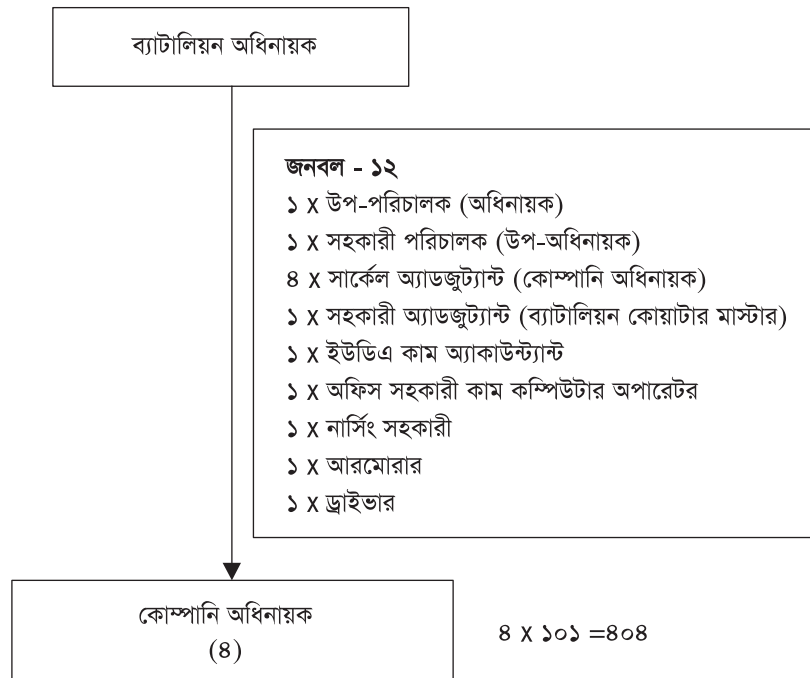 ব্যাটালিয়ন অধিনায়ক
জনবল - ১২
১ X উপ-পরিচালক (অধিনায়ক)
১ X সহকারী পরিচালক (উপ-অধিনায়ক)
৪ X সার্কেল অ্যাডজুট্যান্ট (কোম্পানি অধিনায়ক)
১ X সহকারী অ্যাডজুট্যান্ট (ব্যাটালিয়ন কোয়াটার মাস্টার)
১ X ইউডিএ কাম অ্যাকাউন্ট্যান্ট
১ X অফিস সহকারী কাম কম্পিউটার অপারেটর
১ X নার্সিং সহকারী
১ X আরমোরার
১ X ড্রাইভার
কোম্পানি অধিনায়ক
(৪)
৪ X ১০১ =৪০৪